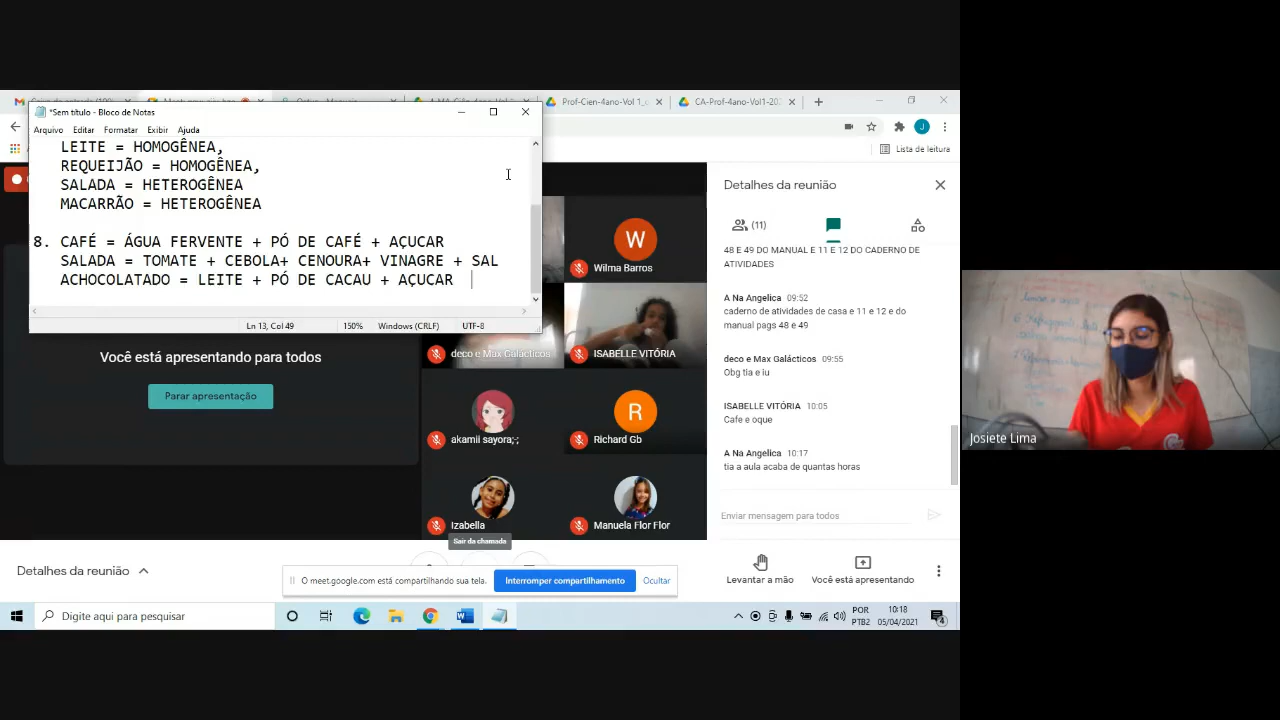 *Sem título - Bloco de Notas
Prof-Cien-4ano-Vol 1_
CA-Prof-4ano-Vol1-20
Arquivo Editar Formatar Exibir Ajuda
Lista de leitura
LEITE = HOMOGÊNEA,
REQUEIJÃO = HOMOGÊNEA,
SALADA = HETEROGÊNEA
MACARRÃO = HETEROGÊNEA
8. CAFÉ = ÁGUA FERVENTE + PÓ DE CAFÉ + AÇUCAR
SALADA = TOMATE + CEBOLA+ CENOURA+ VINAGRE + SAL
ACHOCOLATADO = LEITE + PÓ DE CACAU + AÇUCAR
Ln 13, Col 49 150% Windows (CRLF) UTF-8
Você está apresentando para todos
Parar apresentação
Wilma Barros
deco e Max Galácticos
ISABELLE VITÓRIA
akamii sayora;-;
R
Richard Gb
Izabella
Manuela Flor Flor
Sair da chamada
Detalhes da reunião
(11)
48 E 49 DO MANUAL E 11 E 12 DO CADERNO DE
ATIVIDADES
A Na Angelica 09:52
caderno de atividades de casa e 11 e 12 e do
manual pags 48 e 49
deco e Max Galácticos 09:55
Obg tia e iu
ISABELLE VITÓRIA 10:05
Cafe e oque
A Na Angelica 10:17
tia a aula acaba de quantas horas
Enviar mensagem para todos
Levantar a mão
Você está apresentando
Detalhes da reunião
O meet.google.com está compartilhando sua tela.
Interromper compartilhamento
Ocultar
Digite aqui para pesquisar
POR
PTB2
10:18
05/04/2021
4
Josiete Lima